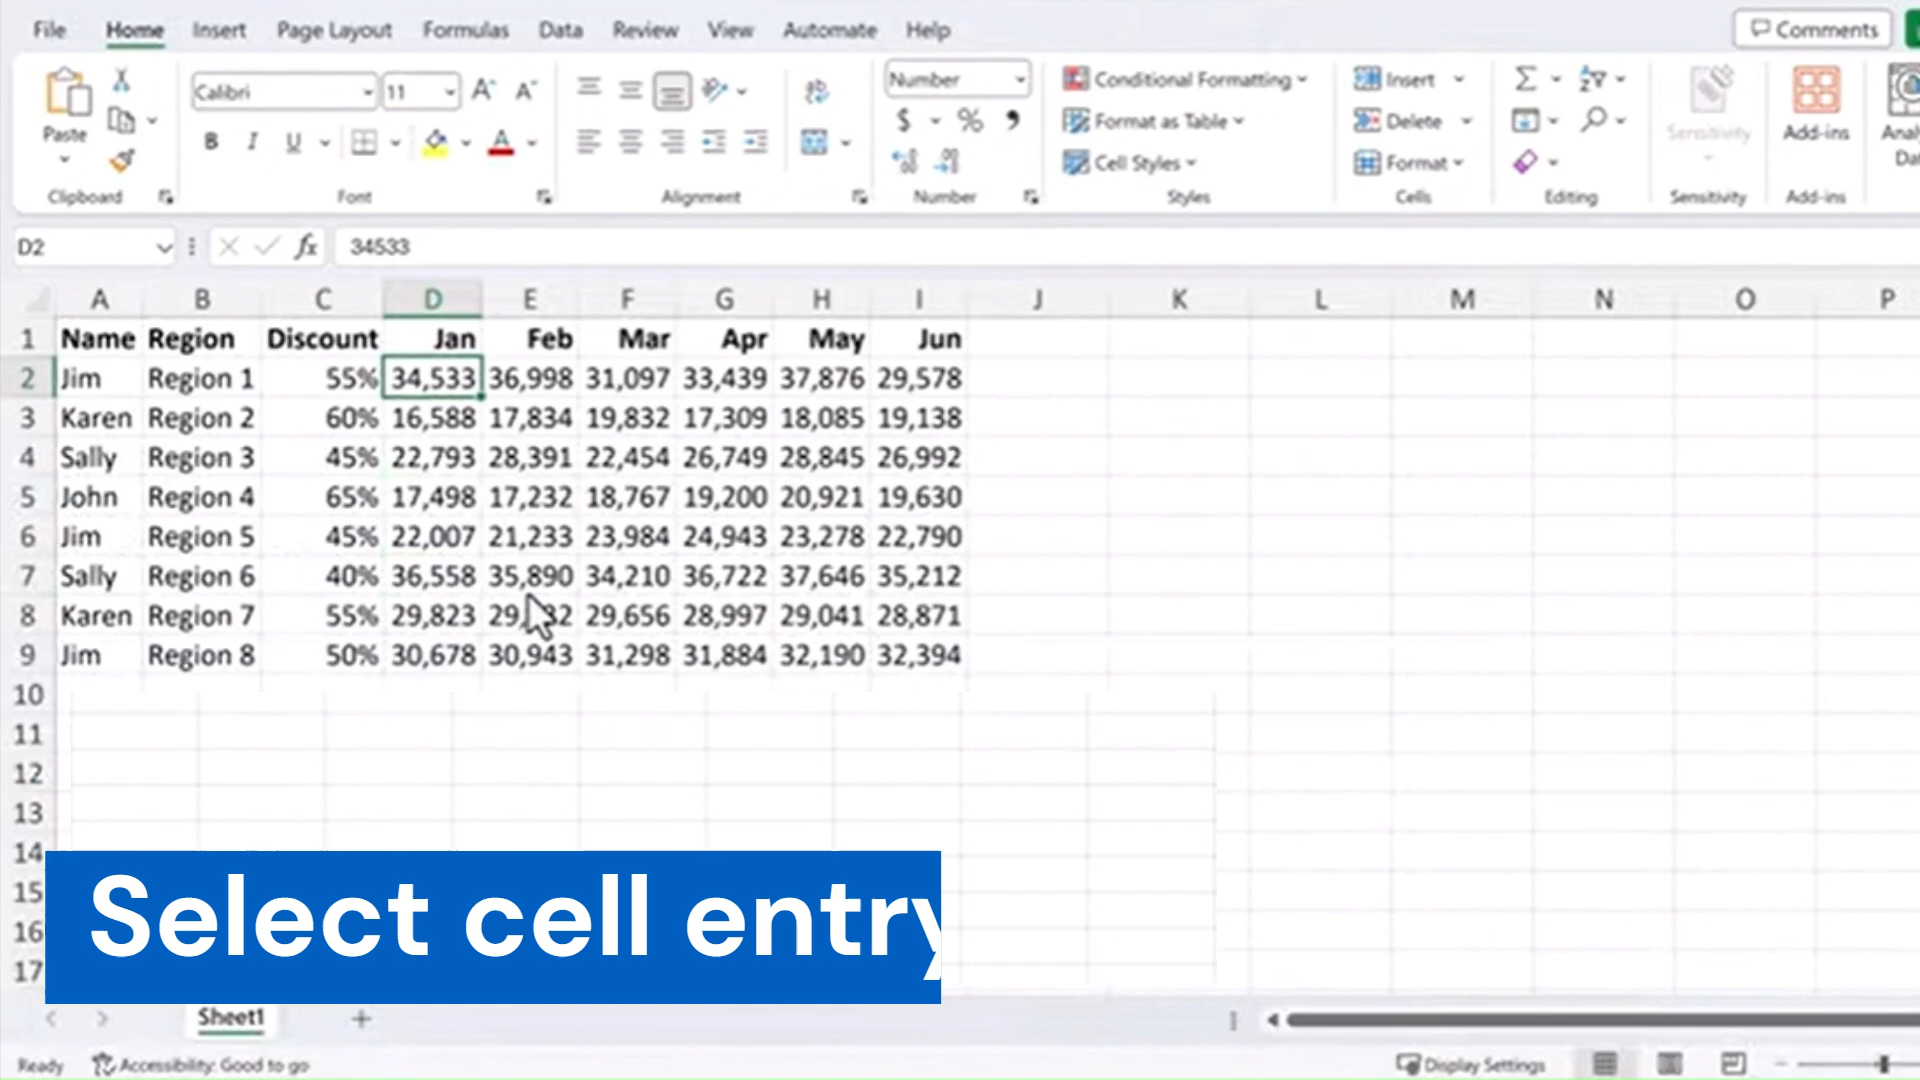 File Home Insert Page Layout Formulas Data Review View Automate Help Comments
Calibri 11 Number Conditional Formatting Insert
Paste B I U $ % Format as Table Delete Sensitivity Add-ins
Cell Styles Format
Clipboard Font Alignment Number Styles Cells Editing Sensitivity Add-ins
D2 fx 34533
A B C D E F G H I J K L M N O P
1 Name Region Discount Jan Feb Mar Apr May Jun
2 Jim Region 1 55% 34,533 36,998 31,097 33,439 37,876 29,578
3 Karen Region 2 60% 16,588 17,834 19,832 17,309 18,085 19,138
4 Sally Region 3 45% 22,793 28,391 22,454 26,749 28,845 26,992
5 John Region 4 65% 17,498 17,232 18,767 19,200 20,921 19,630
6 Jim Region 5 45% 22,007 21,233 23,984 24,943 23,278 22,790
7 Sally Region 6 40% 36,558 35,890 34,210 36,722 37,646 35,212
8 Karen Region 7 55% 29,823 29,656 28,997 29,041 28,871
9 Jim Region 8 50% 30,678 30,943 31,298 31,884 32,190 32,394
10
11
12
13
14
15
16
17
Select cell entry
Sheet1
Ready Accessibility: Good to go Display Settings